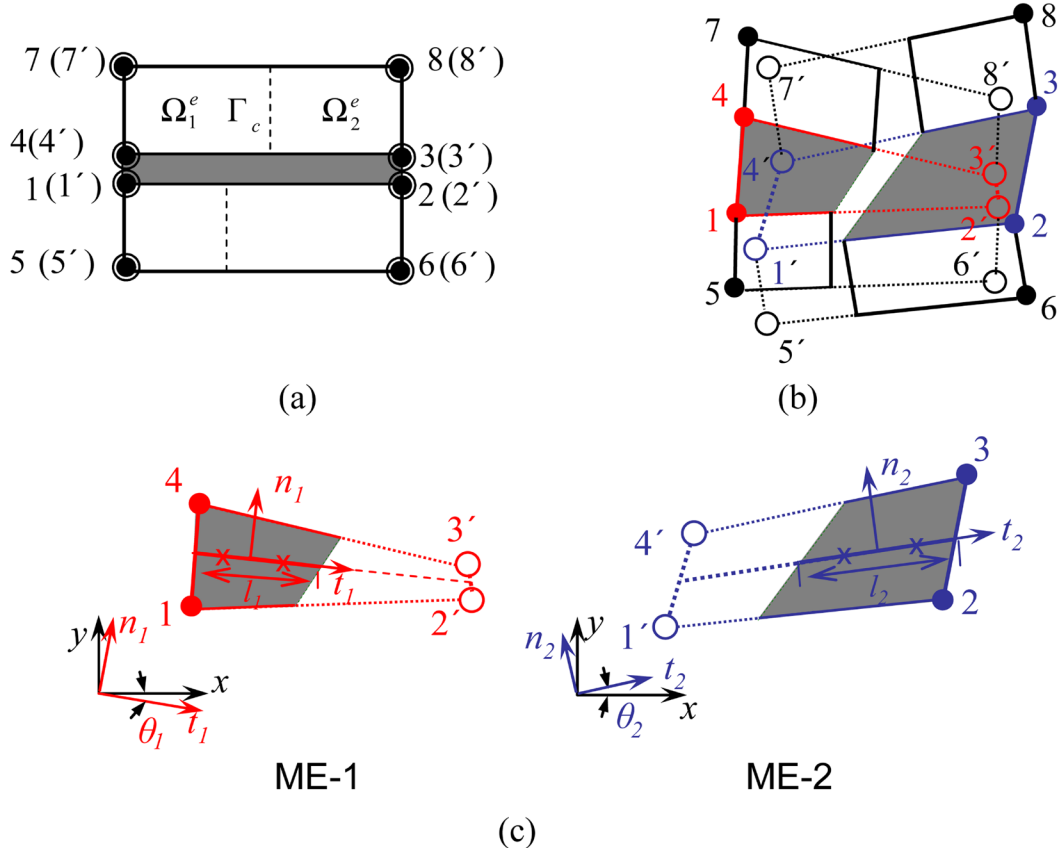 7 (7´) 8 (8´)
Ω₁ᵉ Γ_c Ω₂ᵉ
4(4´) 3(3´)
1(1´) 2(2´)
5 (5´) 6(6´)
(a)
7 8
7´ 8´
4 3
4´ 3´
1 2´ 2
1´ 6´
5 6
5´
(b)
4 n₁ 3´
l₁ t₁
1 2´
n₁ y x
θ₁ t₁
ME-1
3
n₂
4´ t₂
l₂ 2
1´
n₂ y t₂
θ₂ x
ME-2
(c)